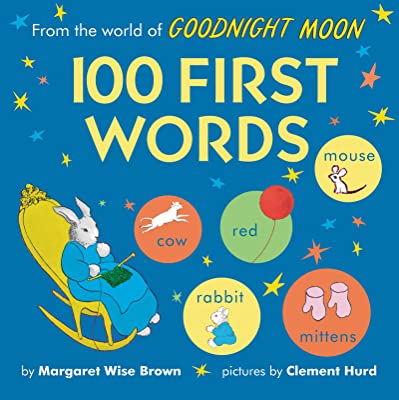 From the world of GOODNIGHT MOON
100 FIRST
WORDS
mouse
cow
red
rabbit
mittens
by Margaret Wise Brown
pictures by Clement Hurd